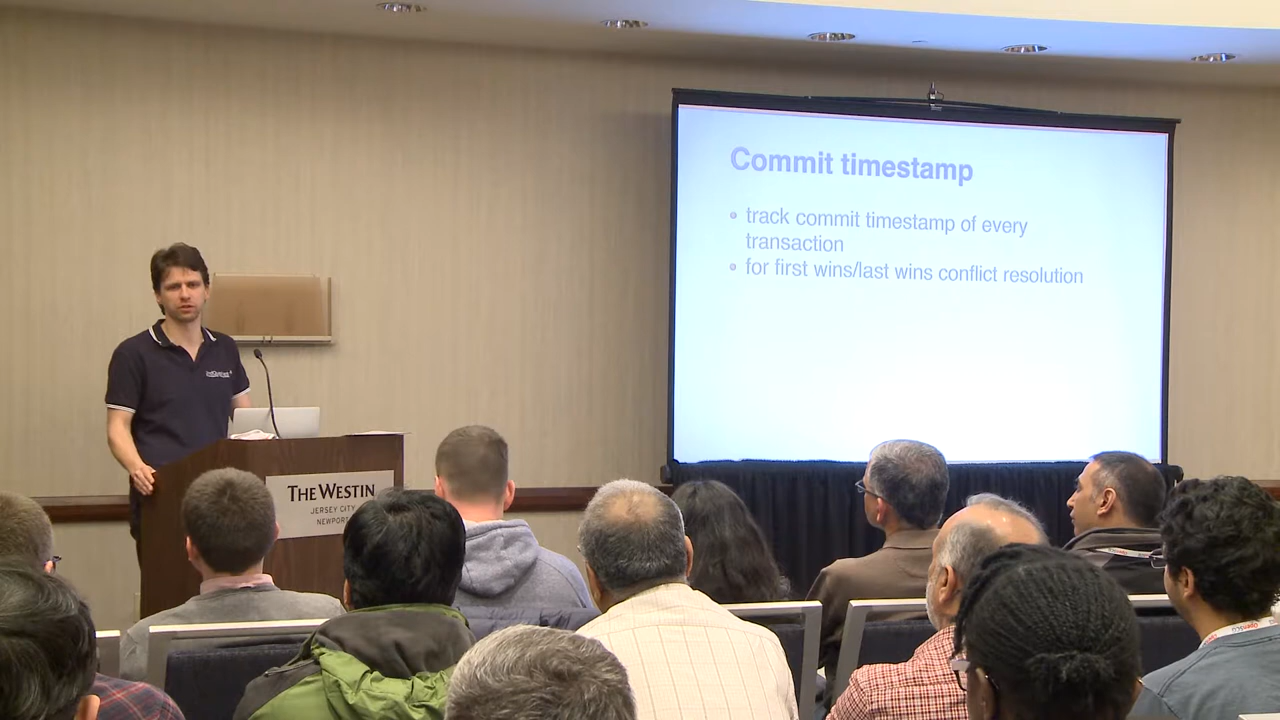 Commit timestamp
track commit timestamp of every
transaction
for first wins/last wins conflict resolution
THE WESTIN
JERSEY CITY
NEWPORT